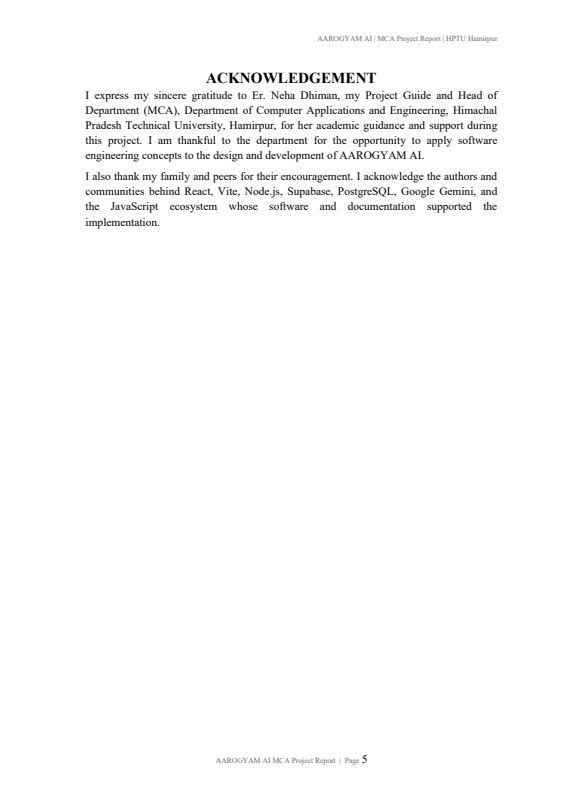 AAROGYAM AI | MCA Project Report | HPTU Hamirpur
ACKNOWLEDGEMENT
I express my sincere gratitude to Er. Neha Dhiman, my Project Guide and Head of
Department (MCA), Department of Computer Applications and Engineering, Himachal
Pradesh Technical University, Hamirpur, for her academic guidance and support during
this project. I am thankful to the department for the opportunity to apply software
engineering concepts to the design and development of AAROGYAM AI.
I also thank my family and peers for their encouragement. I acknowledge the authors and
communities behind React, Vite, Node.js, Supabase, PostgreSQL, Google Gemini, and
the JavaScript ecosystem whose software and documentation supported the
implementation.
AAROGYAM AI MCA Project Report | Page 5